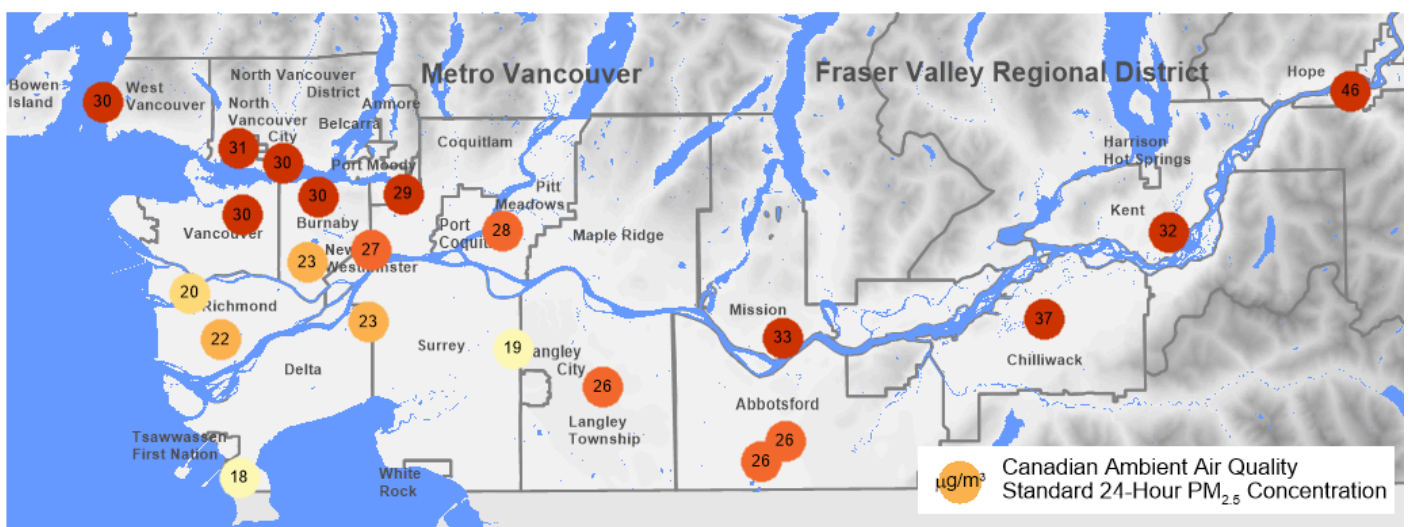 Metro Vancouver
Fraser Valley Regional District
Bowen
Island
30
West
Vancouver
North Vancouver
District
North
Vancouver
City
31
30
Anmore
Belcarra
Port Moody
29
Coquitlam
30
Burnaby
30
Vancouver
23
New
Westminster
27
Port
Coquitlam
28
Pitt
Meadows
Maple Ridge
20
Richmond
22
23
Delta
Surrey
19
Langley
City
26
Langley
Township
Tsawwassen
First Nation
18
White
Rock
Mission
33
Abbotsford
26
26
Hope
46
Harrison
Hot Springs
Kent
32
37
Chilliwack
µg/m³
Canadian Ambient Air Quality
Standard 24-Hour PM2.5 Concentration